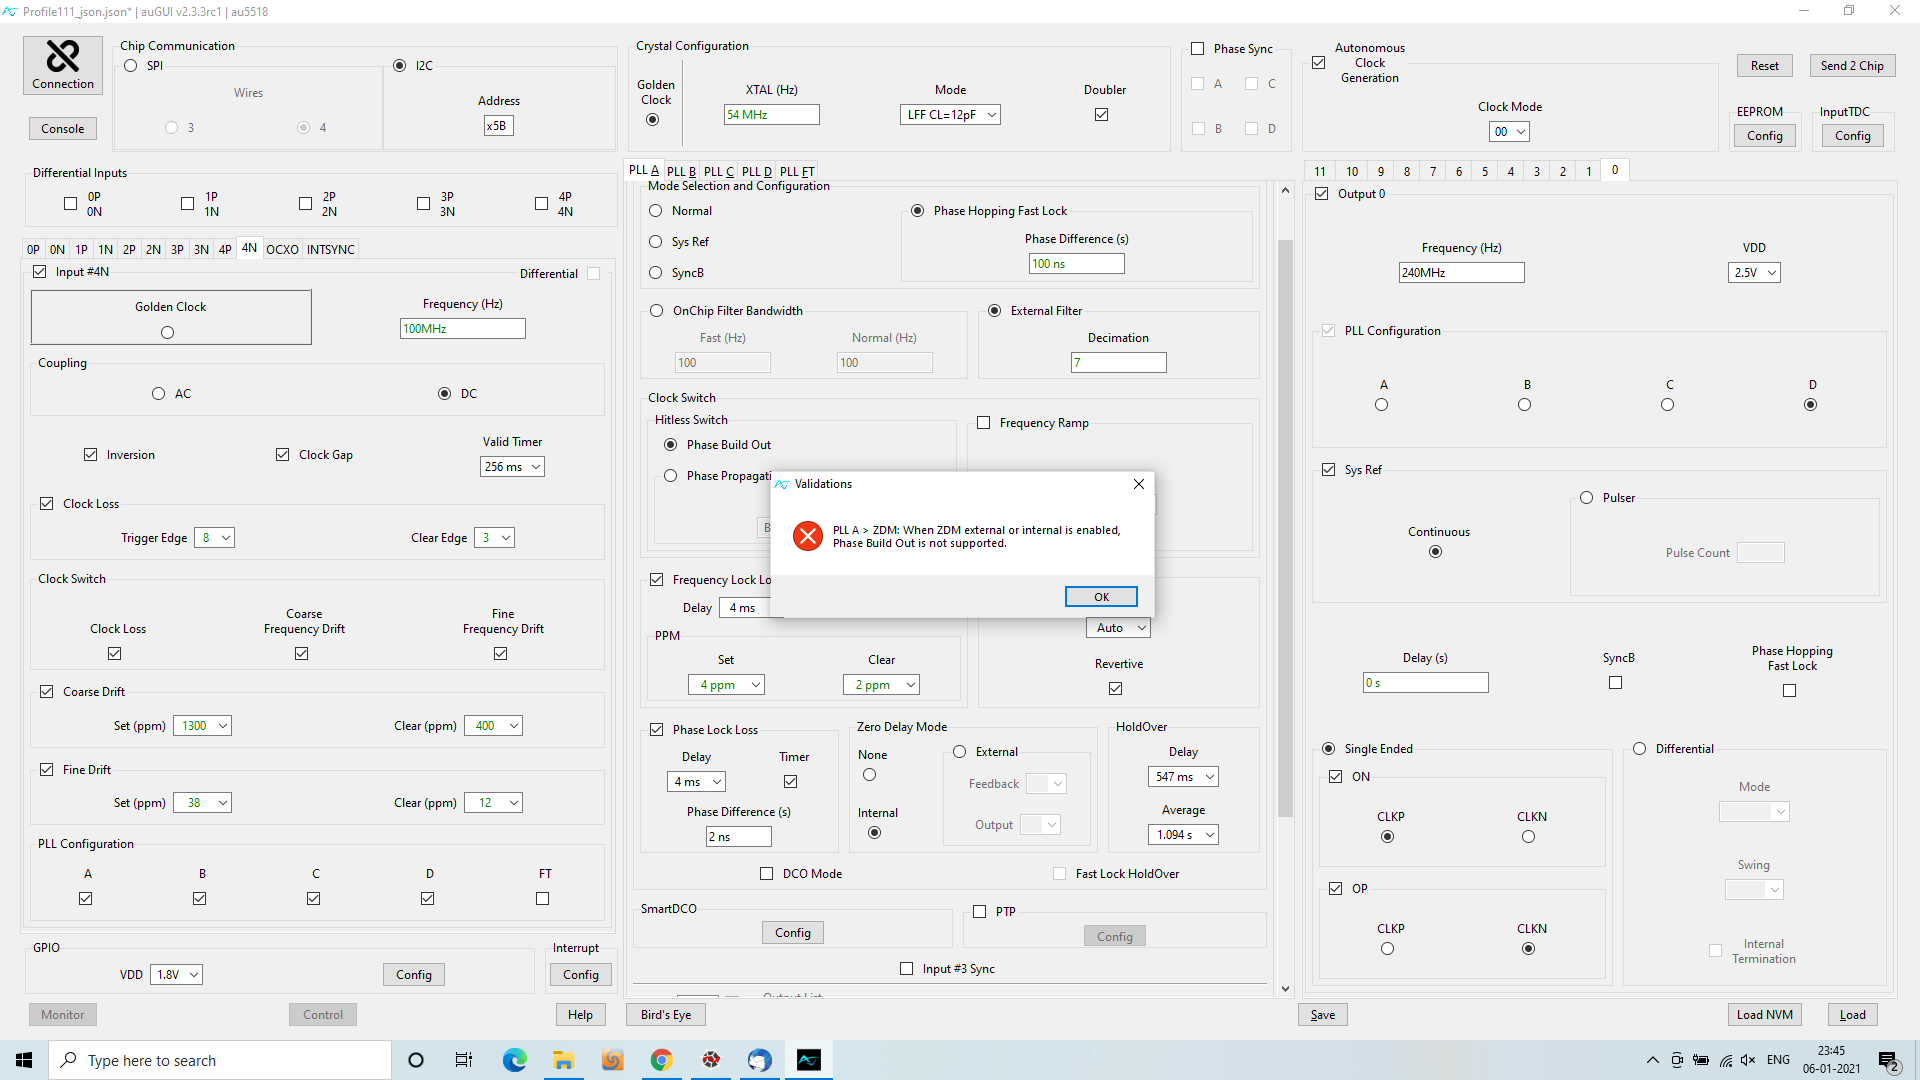 Profile111_json.json* | auGUI v2.3.3rc1 | au5518
Connection
Console
Chip Communication
SPI
Wires
3
4
I2C
Address
x5B
Crystal Configuration
Golden
Clock
XTAL (Hz)
54 MHz
Mode
LFF CL=12pF
Doubler
Phase Sync
A
C
B
D
Autonomous
Clock
Generation
Clock Mode
00
Reset
Send 2 Chip
EEPROM
Config
InputTDC
Config
Differential Inputs
0P
0N
1P
1N
2P
2N
3P
3N
4P
4N
0P 0N 1P 1N 2P 2N 3P 3N 4P 4N OCXO INTSYNC
Input #4N
Differential
Golden Clock
Frequency (Hz)
100MHz
Coupling
AC
DC
Inversion
Clock Gap
Valid Timer
256 ms
Clock Loss
Trigger Edge 8
Clear Edge 3
Clock Switch
Clock Loss
Coarse
Frequency Drift
Fine
Frequency Drift
Coarse Drift
Set (ppm) 1300
Clear (ppm) 400
Fine Drift
Set (ppm) 38
Clear (ppm) 12
PLL Configuration
A B C D FT
GPIO
VDD 1.8V
Config
Interrupt
Config
Monitor
Control
Help
PLL A PLL B PLL C PLL D PLL FT
Mode Selection and Configuration
Normal
Sys Ref
SyncB
Phase Hopping Fast Lock
Phase Difference (s)
100 ns
OnChip Filter Bandwidth
Fast (Hz)
100
Normal (Hz)
100
External Filter
Decimation
7
Clock Switch
Hitless Switch
Phase Build Out
Phase Propagati
B
Frequency Ramp
Validations
PLL A > ZDM: When ZDM external or internal is enabled,
Phase Build Out is not supported.
OK
Frequency Lock Lo
Delay 4 ms
PPM
Set
4 ppm
Clear
2 ppm
Auto
Revertive
Phase Lock Loss
Delay
4 ms
Timer
Phase Difference (s)
2 ns
Zero Delay Mode
None
Internal
External
Feedback
Output
HoldOver
Delay
547 ms
Average
1.094 s
DCO Mode
Fast Lock HoldOver
SmartDCO
Config
PTP
Config
Input #3 Sync
Output List
Bird's Eye
11 10 9 8 7 6 5 4 3 2 1 0
Output 0
Frequency (Hz)
240MHz
VDD
2.5V
PLL Configuration
A B C D
Sys Ref
Continuous
Pulser
Pulse Count
Delay (s)
0 s
SyncB
Phase Hopping
Fast Lock
Single Ended
ON
CLKP
CLKN
OP
CLKP
CLKN
Differential
Mode
Swing
Internal
Termination
Save
Load NVM
Load
Type here to search
ENG
23:45
06-01-2021
2